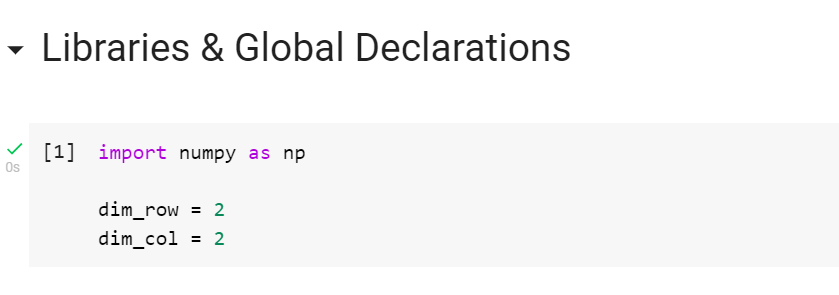 Libraries & Global Declarations
[1] import numpy as np
0s
dim_row = 2
dim_col = 2